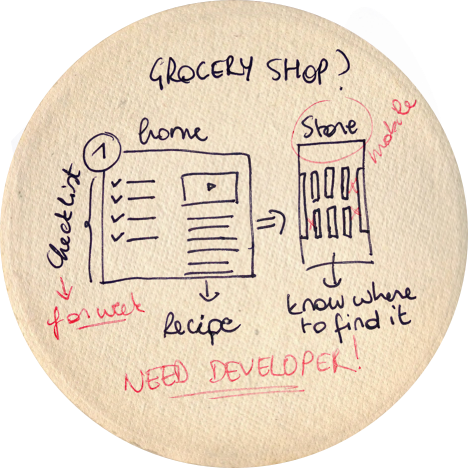 GROCERY SHOP?
home
1
Store
mobile
Checklist
for week
Recipe
know where
to find it
NEED DEVELOPER!